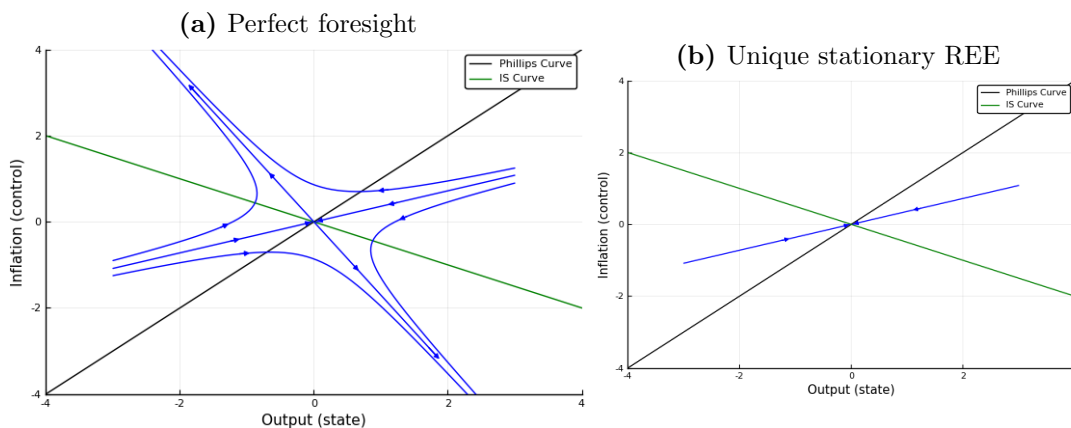 (a) Perfect foresight
Phillips Curve
IS Curve
4
2
0
-2
-4
-4
-2
0
2
4
Inflation (control)
Output (state)
(b) Unique stationary REE
Phillips Curve
IS Curve
4
2
0
-2
-4
-4
-2
0
2
Inflation (control)
Output (state)